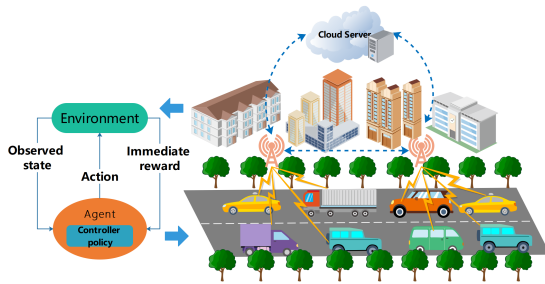 Cloud Server
Environment
Observed
state
Immediate
reward
Action
Agent
Controller
policy